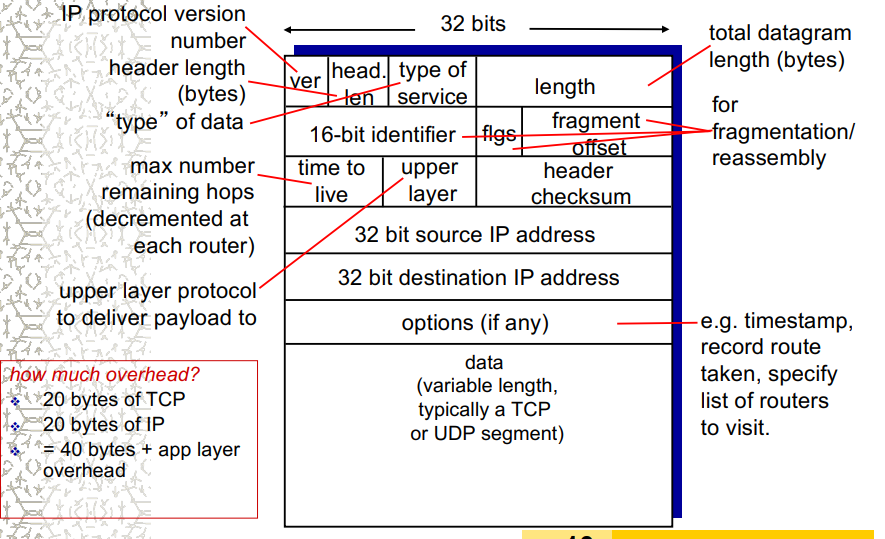 IP protocol version
number
header length
(bytes)
“type” of data
max number
remaining hops
(decremented at
each router)
upper layer protocol
to deliver payload to
how much overhead?
20 bytes of TCP
20 bytes of IP
= 40 bytes + app layer
overhead
32 bits
ver
head.
len
type of
service
length
16-bit identifier
flgs
fragment
offset
time to
live
upper
layer
header
checksum
32 bit source IP address
32 bit destination IP address
options (if any)
data
(variable length,
typically a TCP
or UDP segment)
total datagram
length (bytes)
for
fragmentation/
reassembly
e.g. timestamp,
record route
taken, specify
list of routers
to visit.